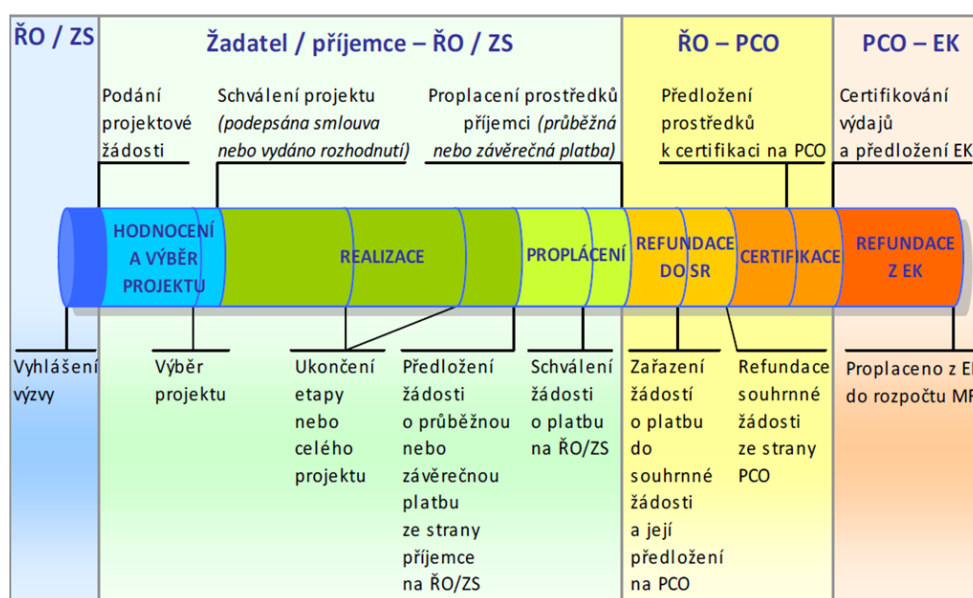 ŘO / ZS
Žadatel / příjemce – ŘO / ZS
ŘO – PCO
PCO – EK
Podání
projektové
žádosti
Schválení projektu
(podepsána smlouva
nebo vydáno rozhodnutí)
Proplacení prostředků
příjemci (průběžná
nebo závěrečná platba)
Předložení
prostředků
k certifikaci na PCO
Certifikování
výdajů
a předložení EK
HODNOCENÍ
A VÝBĚR
PROJEKTU
REALIZACE
PROPLÁCENÍ
REFUNDACE
DO SR
CERTIFIKACE
REFUNDACE
Z EK
Vyhlášení
výzvy
Výběr
projektu
Ukončení
etapy
nebo
celého
projektu
Předložení
žádosti
o průběžnou
nebo
závěrečnou
platbu
ze strany
příjemce
na ŘO/ZS
Schválení
žádosti
o platbu
na ŘO/ZS
Zařazení
žádostí
o platbu
do
souhrnné
žádosti
a její
předložení
na PCO
Refundace
souhrnné
žádosti
ze strany
PCO
Proplaceno z
do rozpočtu